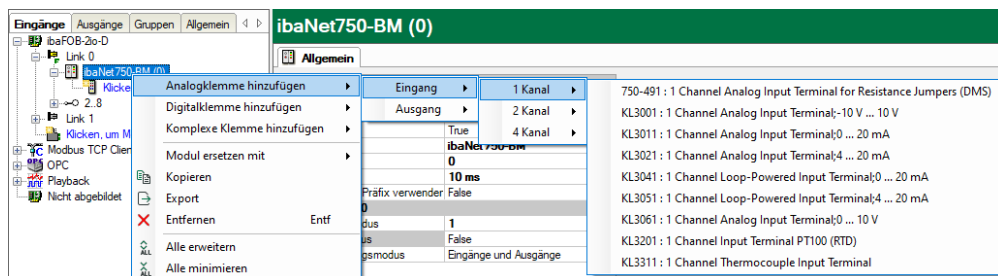 Eingänge Ausgänge Gruppen Allgemein
ibaFOB-2io-D
Link 0
ibaNet750-BM (0)
Klicke
2..8
Link 1
Klicken, um M
Modbus TCP Clien
OPC
Playback
Nicht abgebildet
ibaNet750-BM (0)
Allgemein
Analogklemme hinzufügen
Digitalklemme hinzufügen
Komplexe Klemme hinzufügen
Modul ersetzen mit
Kopieren
Export
Entfernen Entf
Alle erweitern
Alle minimieren
Eingang
Ausgang
1 Kanal
2 Kanal
4 Kanal
True
ibaNet750-BM
0
10 ms
Präfix verwender False
0
dus 1
us False
gsmodus Eingänge und Ausgänge
750-491 : 1 Channel Analog Input Terminal for Resistance Jumpers (DMS)
KL3001 : 1 Channel Analog Input Terminal;-10 V ... 10 V
KL3011 : 1 Channel Analog Input Terminal;0 ... 20 mA
KL3021 : 1 Channel Analog Input Terminal;4 ... 20 mA
KL3041 : 1 Channel Loop-Powered Input Terminal;0 ... 20 mA
KL3051 : 1 Channel Loop-Powered Input Terminal;4 ... 20 mA
KL3061 : 1 Channel Analog Input Terminal;0 ... 10 V
KL3201 : 1 Channel Input Terminal PT100 (RTD)
KL3311 : 1 Channel Thermocouple Input Terminal